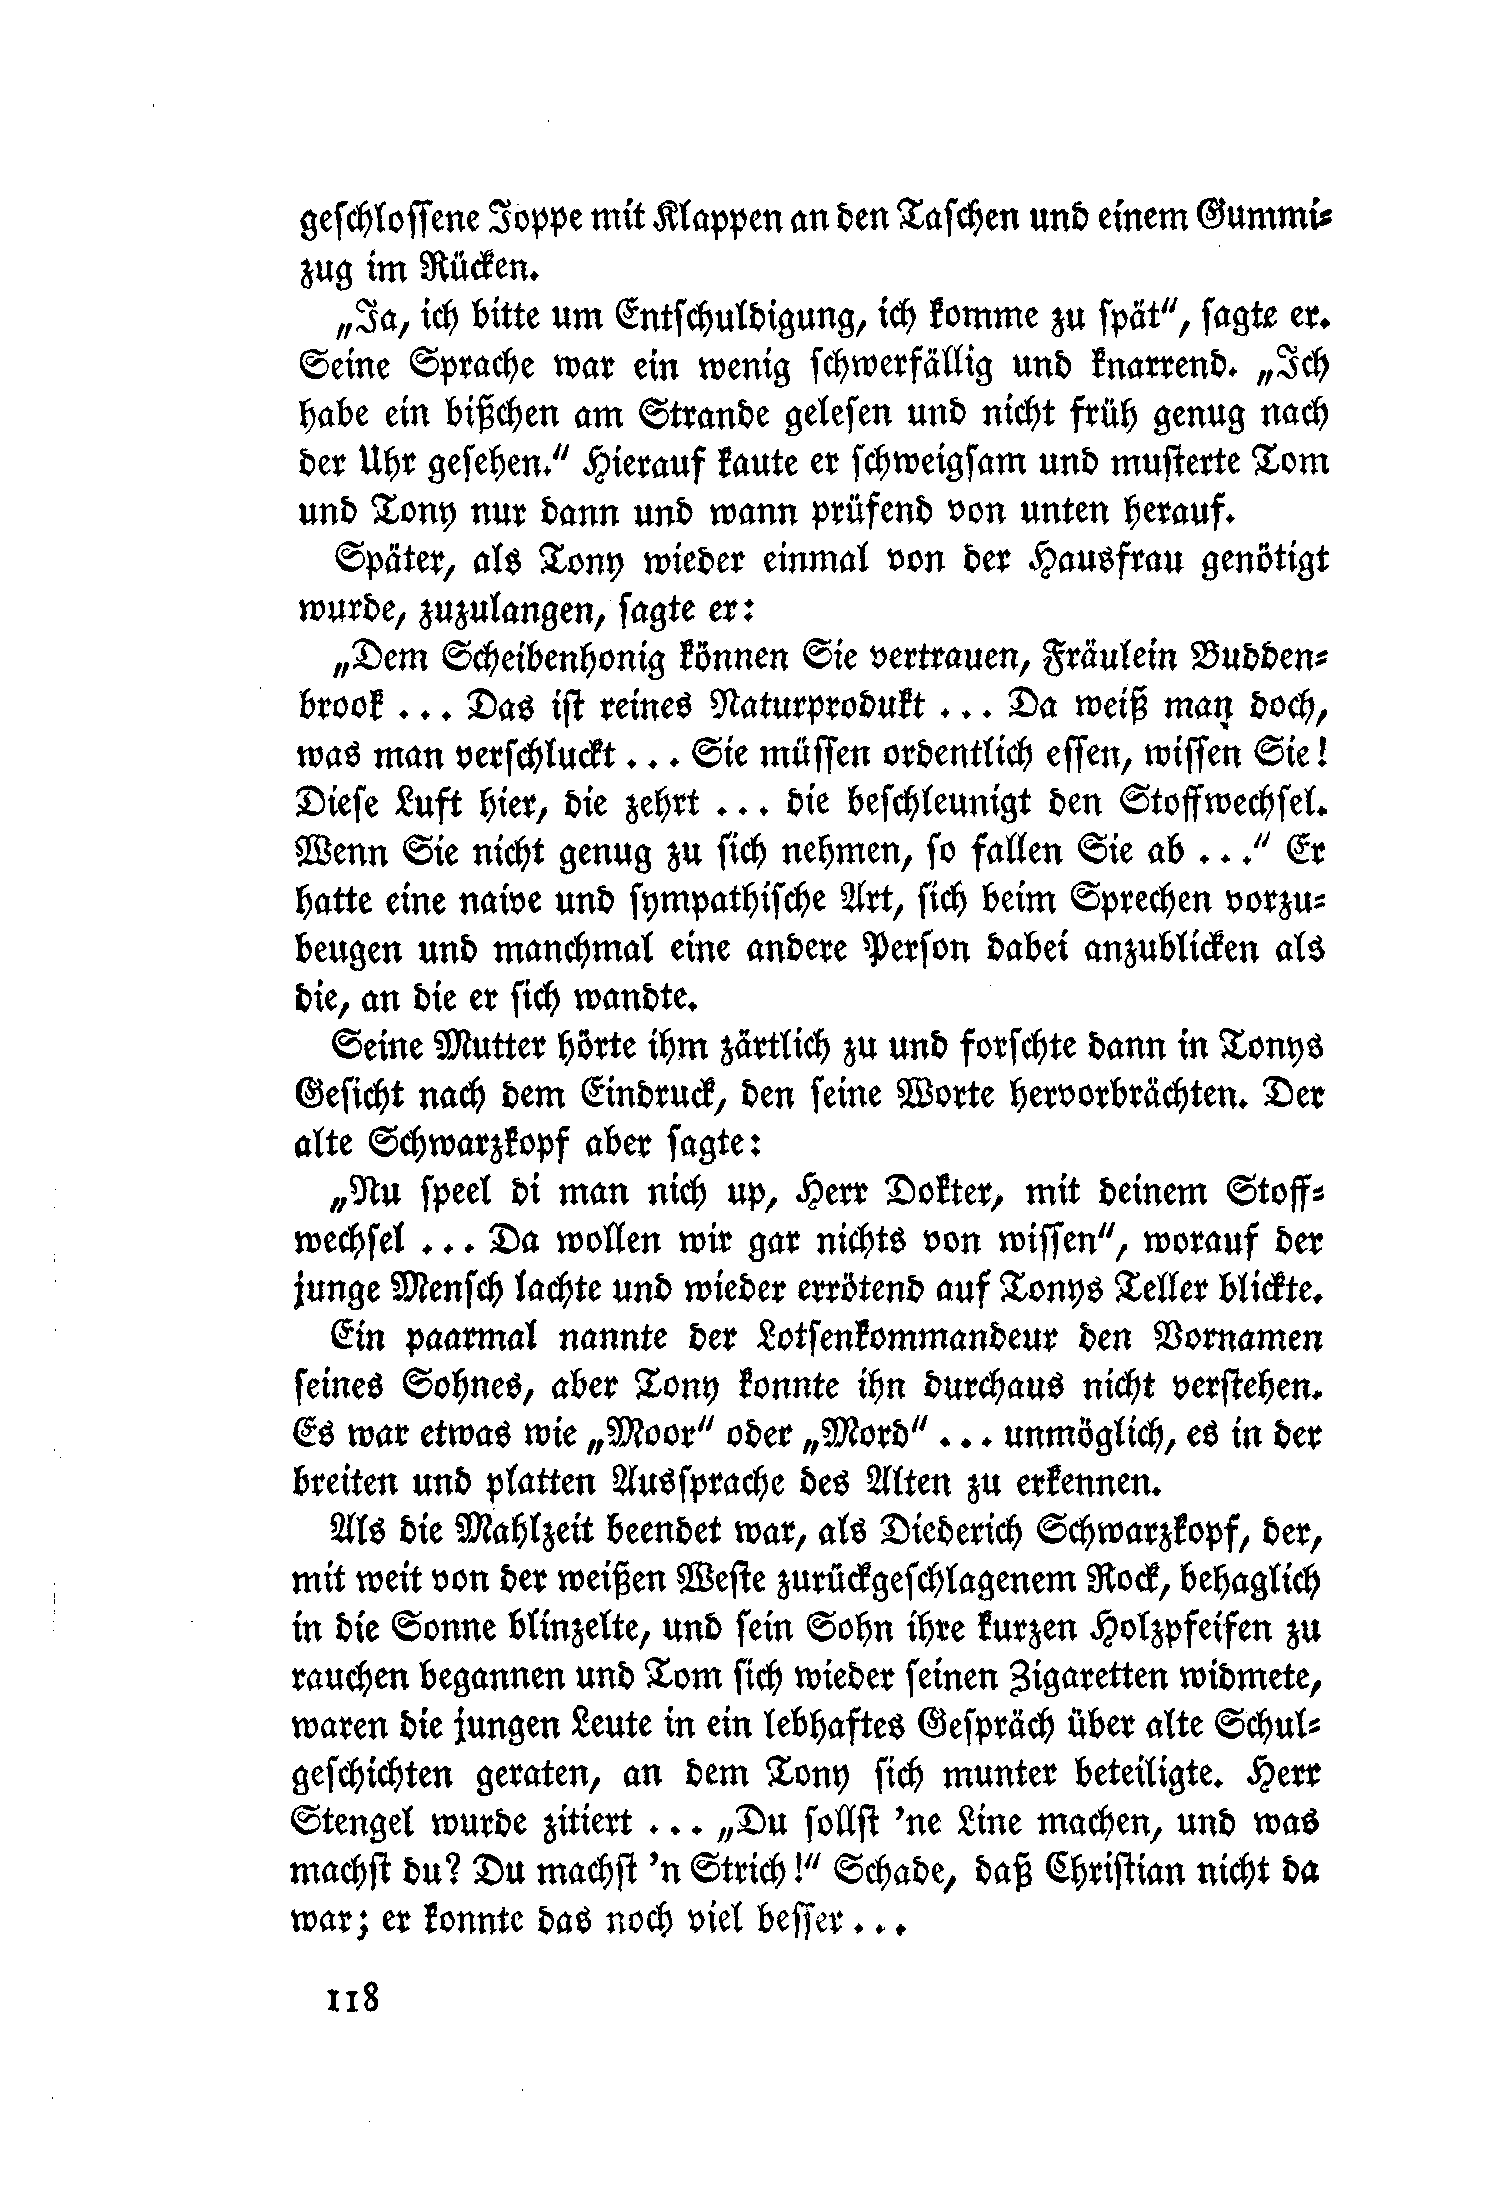 geschlossene Joppe mit Klappen an den Taschen und einem Gummi-
zug im Rücken.
„Ja, ich bitte um Entschuldigung, ich komme zu spät“, sagte er.
Seine Sprache war ein wenig schwerfällig und knarrend. „Ich
habe ein bißchen am Strande gelesen und nicht früh genug nach
der Uhr gesehen.“ Hierauf kaute er schweigsam und musterte Tom
und Tony nur dann und wann prüfend von unten herauf.
Später, als Tony wieder einmal von der Hausfrau genötigt
wurde, zuzulangen, sagte er:
„Dem Scheibenhonig können Sie vertrauen, Fräulein Budden-
brook ... Das ist reines Naturprodukt ... Da weiß man doch,
was man verschluckt ... Sie müssen ordentlich essen, wissen Sie!
Diese Luft hier, die zehrt ... die beschleunigt den Stoffwechsel.
Wenn Sie nicht genug zu sich nehmen, so fallen Sie ab ...“ Er
hatte eine naive und sympathische Art, sich beim Sprechen vorzu-
beugen und manchmal eine andere Person dabei anzublicken als
die, an die er sich wandte.
Seine Mutter hörte ihm zärtlich zu und forschte dann in Tonys
Gesicht nach dem Eindruck, den seine Worte hervorbrächten. Der
alte Schwarzkopf aber sagte:
„Nu speel di man nich up, Herr Dokter, mit deinem Stoff-
wechsel ... Da wollen wir gar nichts von wissen“, worauf der
junge Mensch lachte und wieder errötend auf Tonys Teller blickte.
Ein paarmal nannte der Lotsenkommandeur den Vornamen
seines Sohnes, aber Tony konnte ihn durchaus nicht verstehen.
Es war etwas wie „Moor“ oder „Mord“ ... unmöglich, es in der
breiten und platten Aussprache des Alten zu erkennen.
Als die Mahlzeit beendet war, als Diederich Schwarzkopf, der,
mit weit von der weißen Weste zurückgeschlagenem Rock, behaglich
in die Sonne blinzelte, und sein Sohn ihre kurzen Holzpfeifen zu
rauchen begannen und Tom sich wieder seinen Zigaretten widmete,
waren die jungen Leute in ein lebhaftes Gespräch über alte Schul-
geschichten geraten, an dem Tony sich munter beteiligte. Herr
Stengel wurde zitiert ... „Du sollst 'ne Line machen, und was
machst du? Du machst 'n Strich!“ Schade, daß Christian nicht da
war; er konnte das noch viel besser ...
118